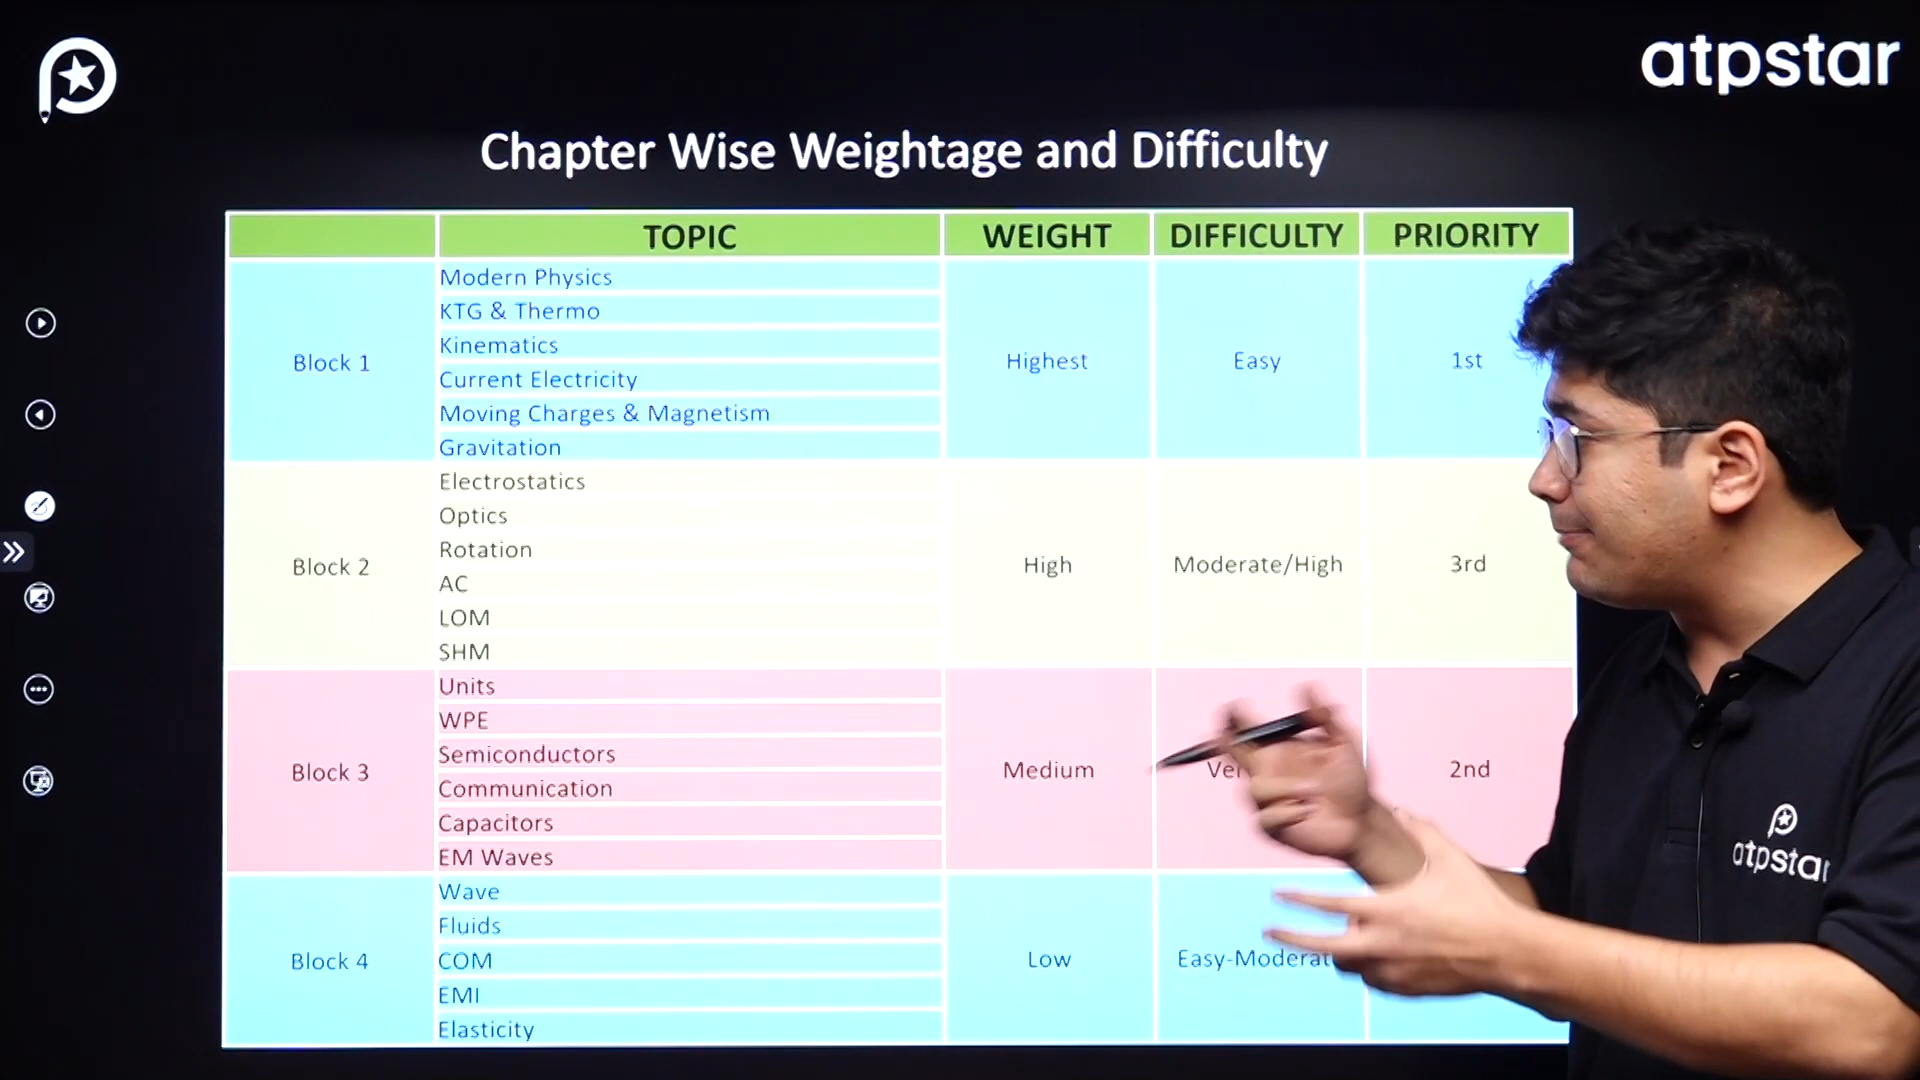 atpstar
Chapter Wise Weightage and Difficulty
TOPIC WEIGHT DIFFICULTY PRIORITY
Block 1 Highest Easy 1st
Modern Physics
KTG & Thermo
Kinematics
Current Electricity
Moving Charges & Magnetism
Gravitation
Block 2 High Moderate/High 3rd
Electrostatics
Optics
Rotation
AC
LOM
SHM
Block 3 Medium 2nd
Units
WPE
Semiconductors
Communication
Capacitors
EM Waves
Block 4 Low
Wave
Fluids
COM
EMI
Elasticity
atpstar